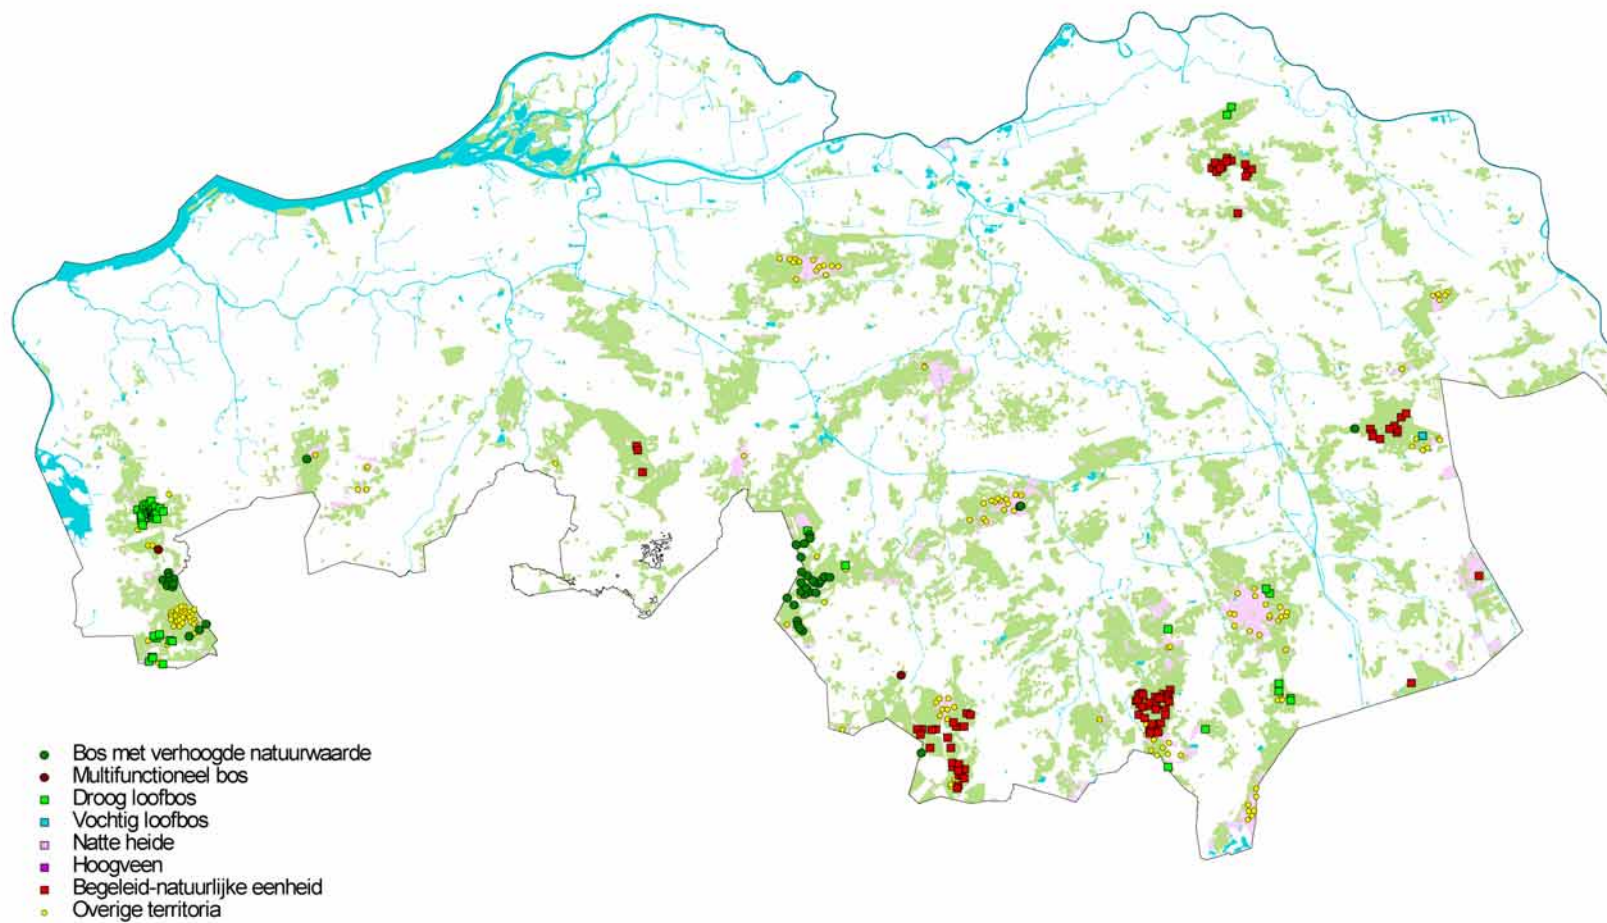 Bos met verhoogde natuurwaarde
Multifunctioneel bos
Droog loofbos
Vochtig loofbos
Natte heide
Hoogveen
Begeleid-natuurlijke eenheid
Overige territoria